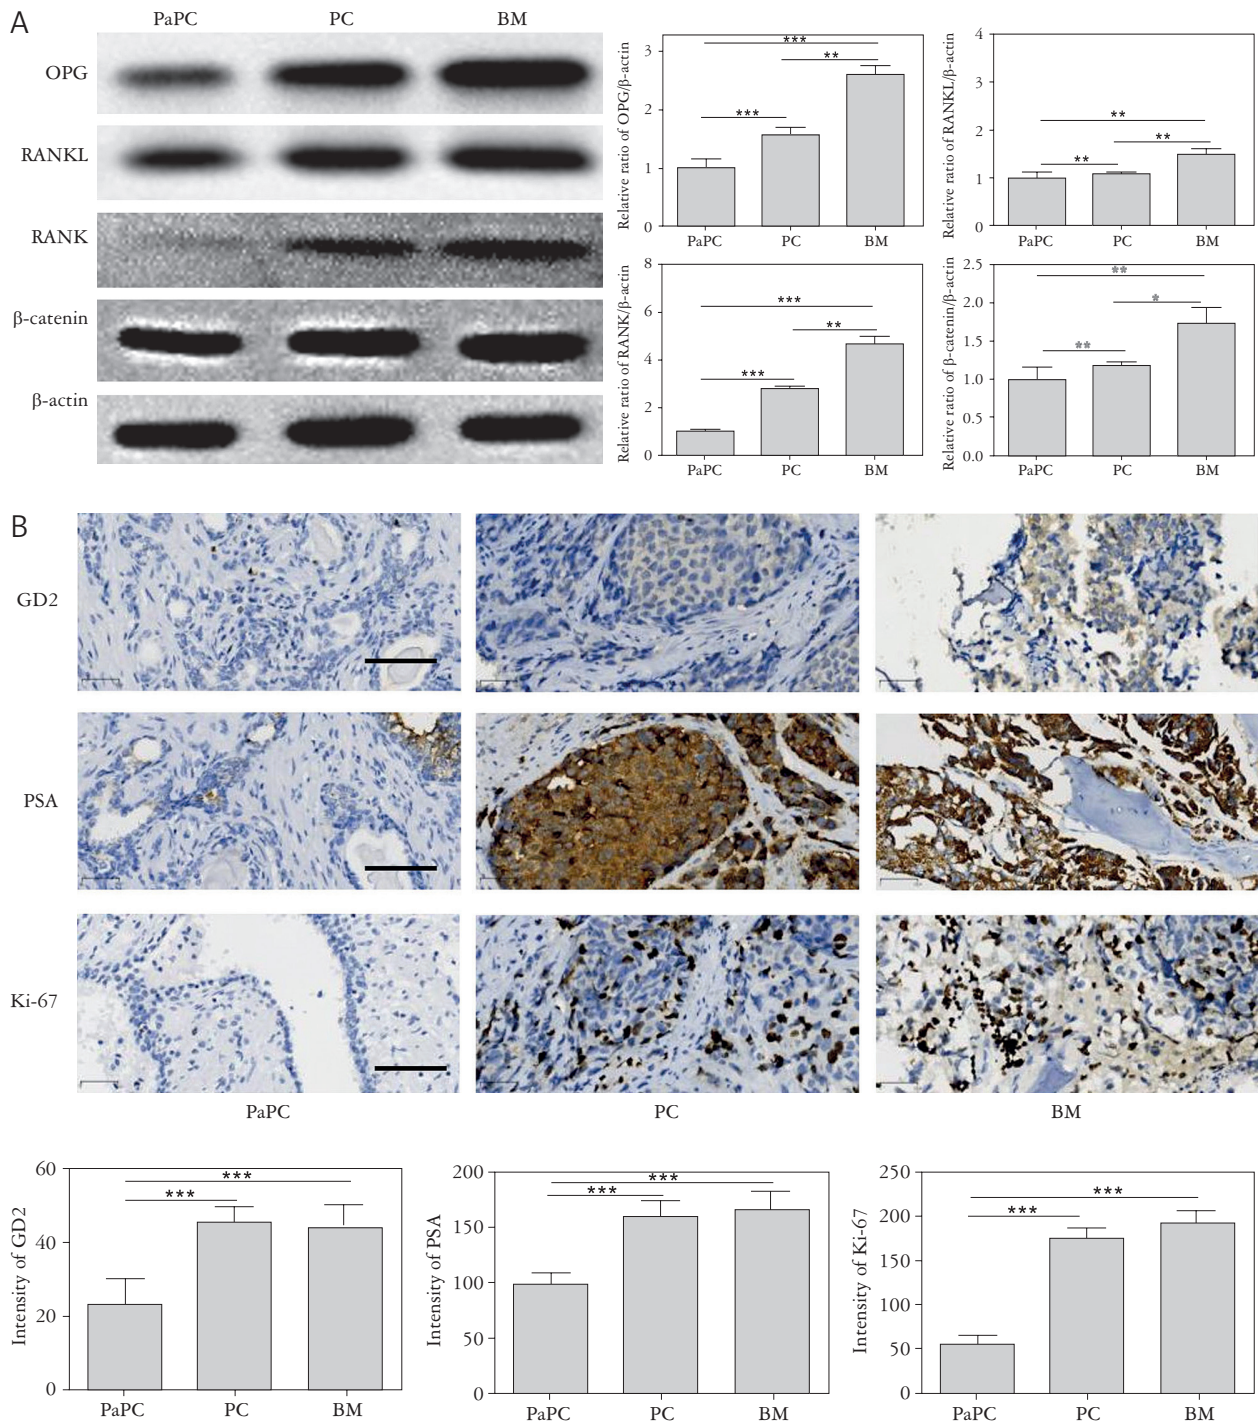 A
PaPC PC BM
OPG
RANKL
RANK
β-catenin
β-actin
Relative ratio of OPG/β-actin
3
2
1
0
***
**
***
PaPC PC BM
Relative ratio of RANKL/β-actin
4
3
2
1
0
**
**
**
PaPC PC BM
Relative ratio of RANK/β-actin
8
6
4
2
0
***
**
***
PaPC PC BM
Relative ratio of β-catenin/β-actin
2.5
2.0
1.5
1.0
0.5
0.0
**
*
**
PaPC PC BM
B
GD2
PSA
Ki-67
PaPC PC BM
Intensity of GD2
60
40
20
0
***
***
PaPC PC BM
Intensity of PSA
200
150
100
50
0
***
***
PaPC PC BM
Intensity of Ki-67
250
200
150
100
50
0
***
***
PaPC PC BM